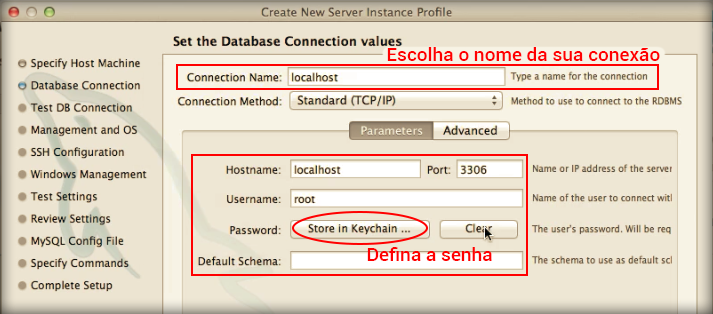 Create New Server Instance Profile
Set the Database Connection values
Escolha o nome da sua conexão
Specify Host Machine
Database Connection
Test DB Connection
Management and OS
SSH Configuration
Windows Management
Test Settings
Review Settings
MySQL Config File
Specify Commands
Complete Setup
Connection Name: localhost Type a name for the connection
Connection Method: Standard (TCP/IP) Method to use to connect to the RDBMS
Parameters Advanced
Hostname: localhost Port: 3306 Name or IP address of the server
Username: root Name of the user to connect with
Password: Store in Keychain ... Clear The user's password. Will be req
Defina a senha
Default Schema: The schema to use as default sch